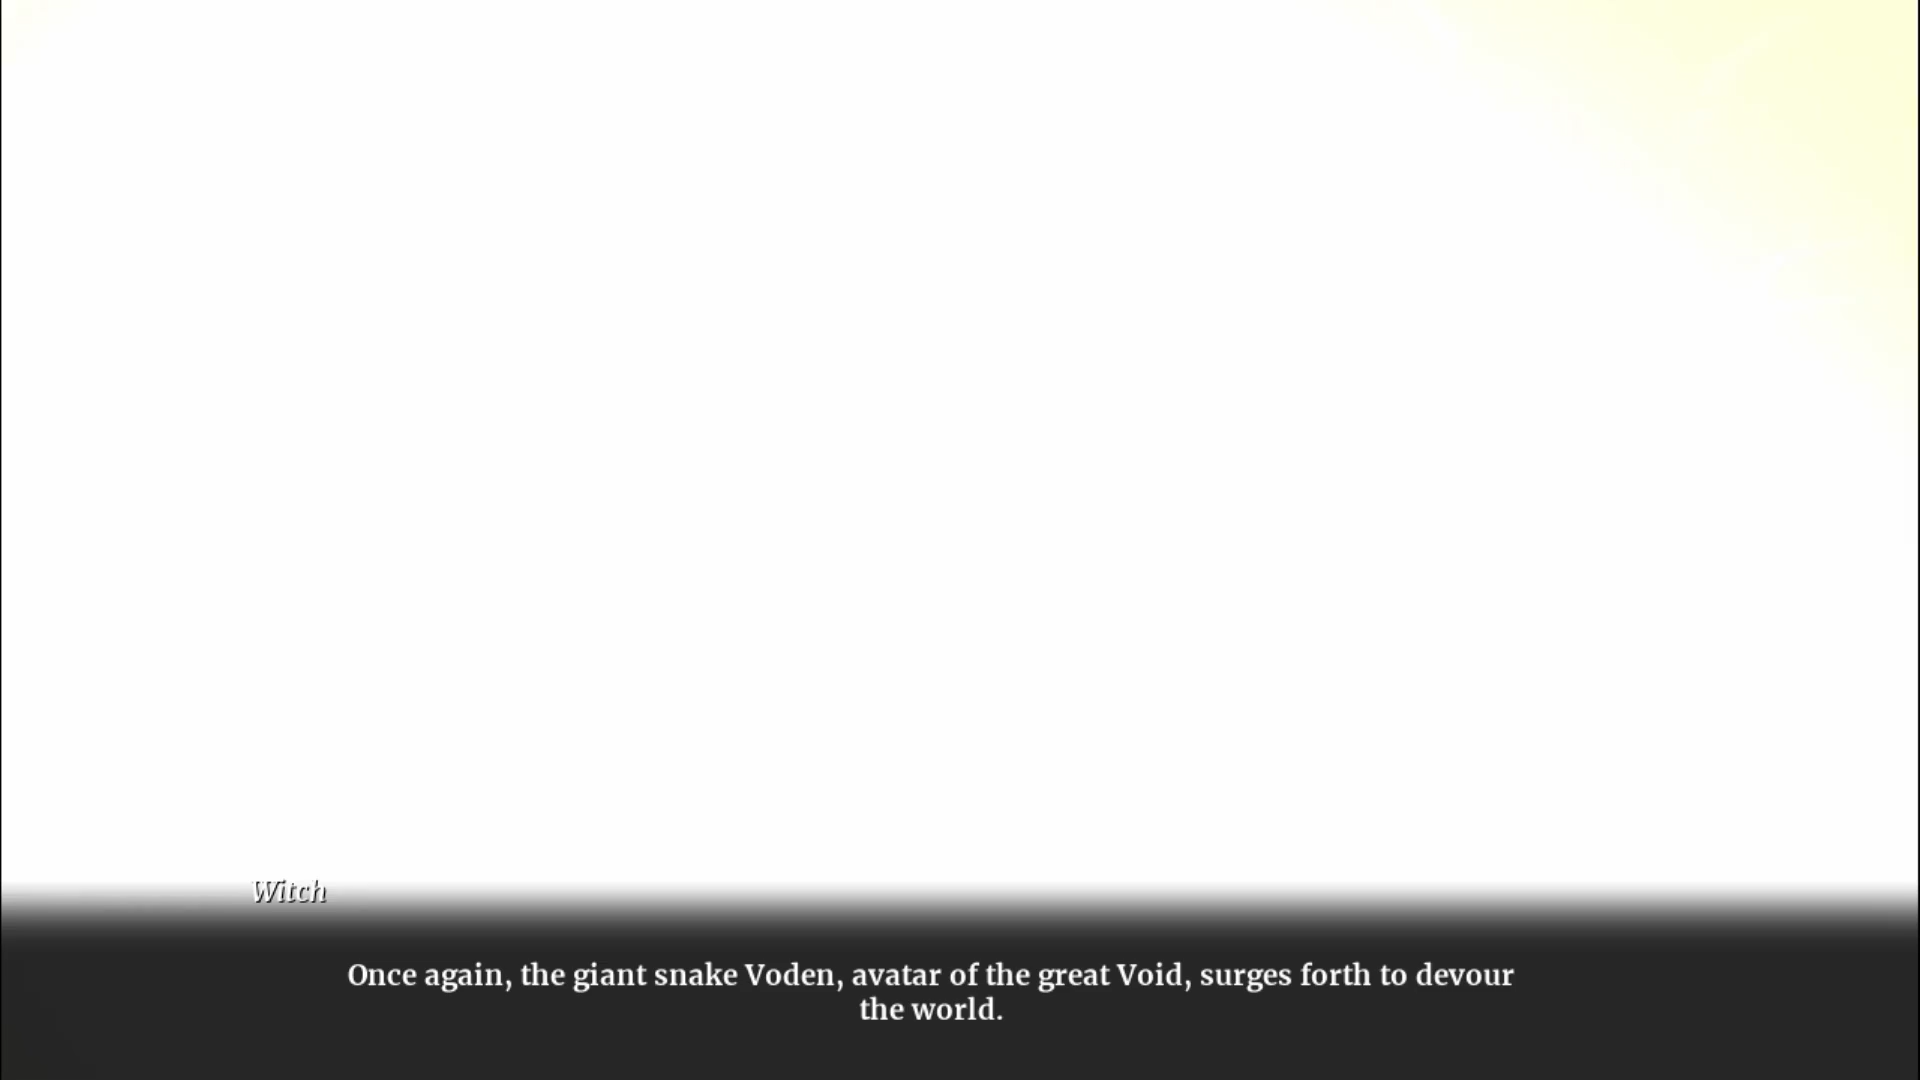 Witch
Once again, the giant snake Voden, avatar of the great Void, surges forth to devour
the world.